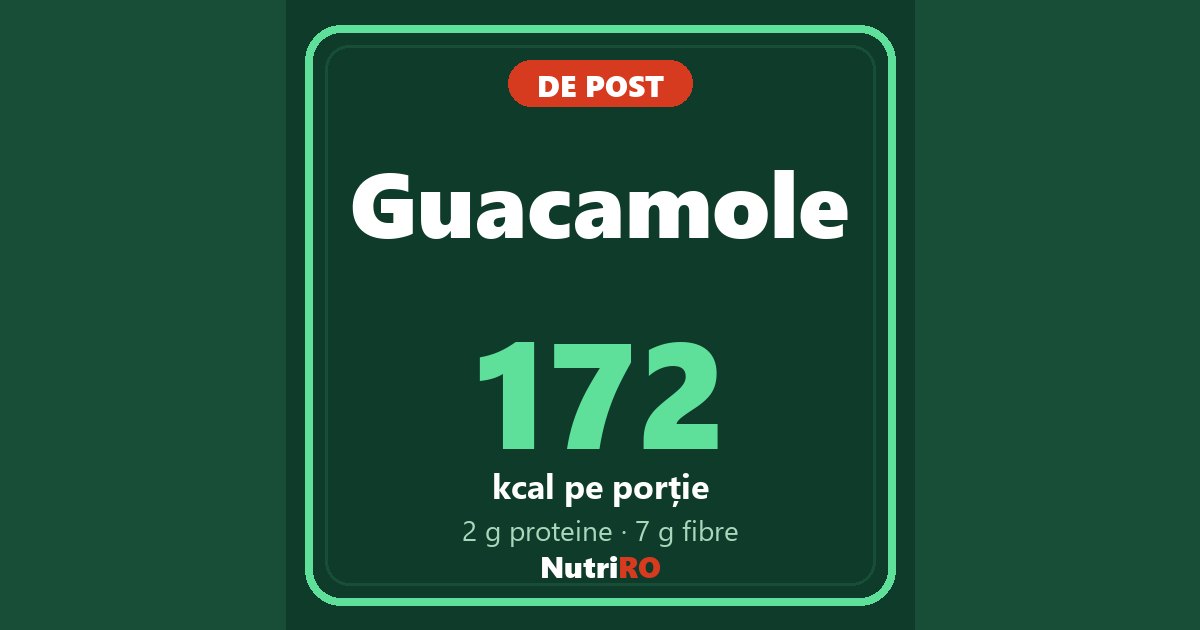 DE POST
Guacamole
172
kcal pe porție
2 g proteine · 7 g fibre
NutriRO